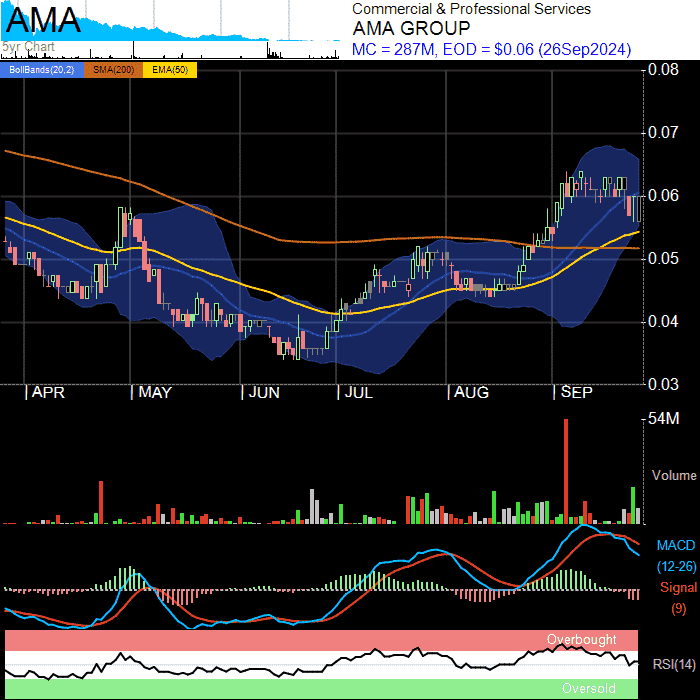 AMA
Commercial & Professional Services
AMA GROUP
MC = 287M, EOD = $0.06 (26Sep2024)
5yr Chart
BollBands(20,2) SMA(200) EMA(50)
0.08
0.07
0.06
0.05
0.04
0.03
APR MAY JUN JUL AUG SEP
54M
Volume
MACD
(12-26)
Signal
(9)
Overbought
RSI(14)
Oversold